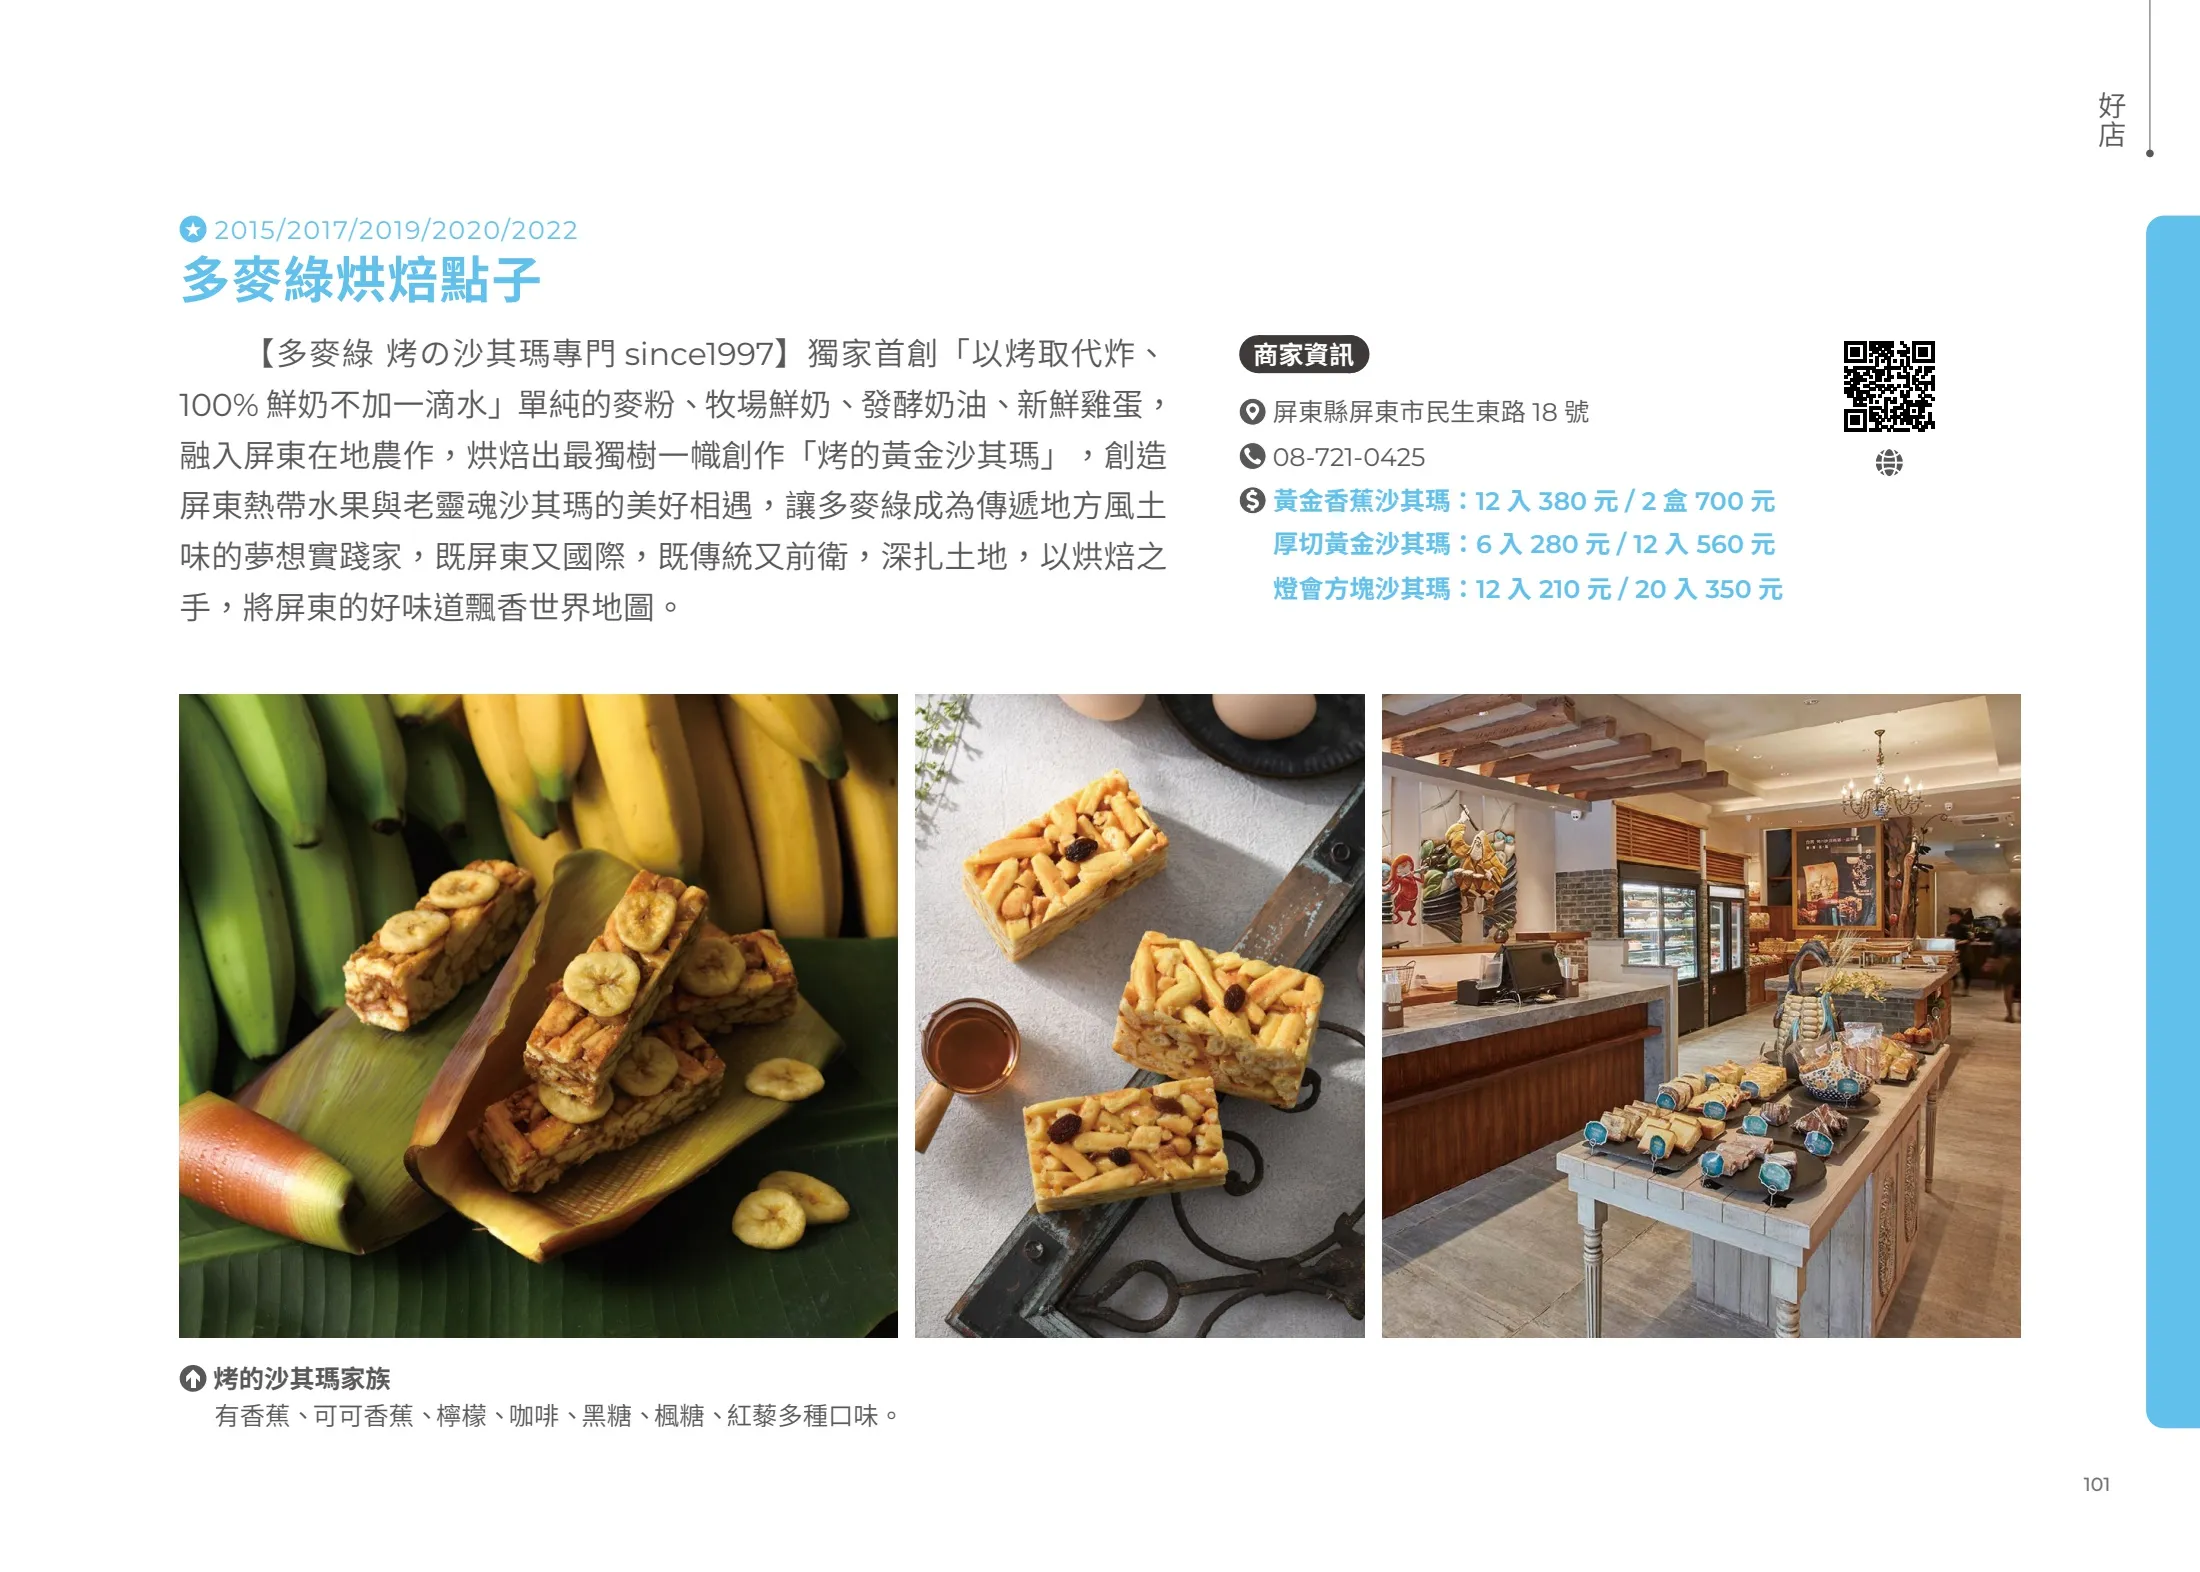 好店
2015/2017/2019/2020/2022
多麥綠烘焙點子
【多麥綠 烤の沙其瑪專門 since1997】獨家首創「以烤取代炸、
100% 鮮奶不加一滴水」單純的麥粉、牧場鮮奶、發酵奶油、新鮮雞蛋，
融入屏東在地農作，烘焙出最獨樹一幟創作「烤的黃金沙其瑪」，創造
屏東熱帶水果與老靈魂沙其瑪的美好相遇，讓多麥綠成為傳遞地方風土
味的夢想實踐家，既屏東又國際，既傳統又前衛，深扎土地，以烘焙之
手，將屏東的好味道飄香世界地圖。
商家資訊
屏東縣屏東市民生東路 18 號
08-721-0425
黃金香蕉沙其瑪：12 入 380 元 / 2 盒 700 元
厚切黃金沙其瑪：6 入 280 元 / 12 入 560 元
燈會方塊沙其瑪：12 入 210 元 / 20 入 350 元
烤的沙其瑪家族
有香蕉、可可香蕉、檸檬、咖啡、黑糖、楓糖、紅藜多種口味。
101